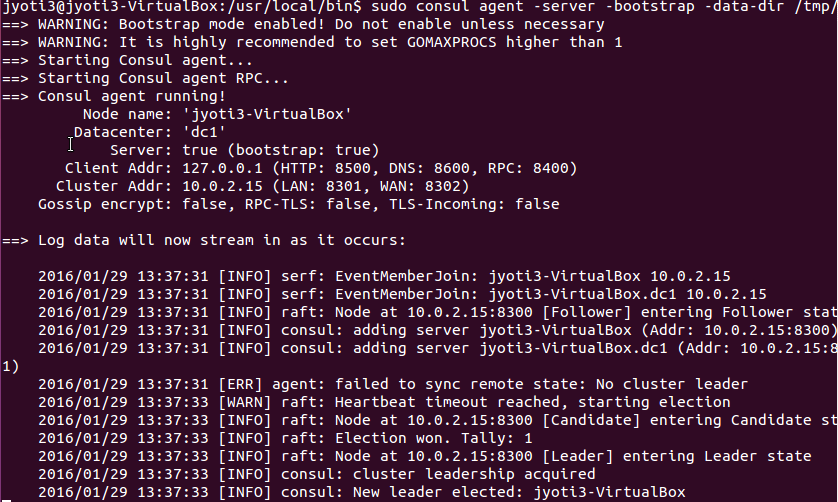 jyoti3@jyoti3-VirtualBox:/usr/local/bin$ sudo consul agent -server -bootstrap -data-dir /tmp/
==> WARNING: Bootstrap mode enabled! Do not enable unless necessary
==> WARNING: It is highly recommended to set GOMAXPROCS higher than 1
==> Starting Consul agent...
==> Starting Consul agent RPC...
==> Consul agent running!
Node name: 'jyoti3-VirtualBox'
Datacenter: 'dc1'
Server: true (bootstrap: true)
Client Addr: 127.0.0.1 (HTTP: 8500, DNS: 8600, RPC: 8400)
Cluster Addr: 10.0.2.15 (LAN: 8301, WAN: 8302)
Gossip encrypt: false, RPC-TLS: false, TLS-Incoming: false
==> Log data will now stream in as it occurs:
2016/01/29 13:37:31 [INFO] serf: EventMemberJoin: jyoti3-VirtualBox 10.0.2.15
2016/01/29 13:37:31 [INFO] serf: EventMemberJoin: jyoti3-VirtualBox.dc1 10.0.2.15
2016/01/29 13:37:31 [INFO] raft: Node at 10.0.2.15:8300 [Follower] entering Follower stat
2016/01/29 13:37:31 [INFO] consul: adding server jyoti3-VirtualBox (Addr: 10.0.2.15:8300)
2016/01/29 13:37:31 [INFO] consul: adding server jyoti3-VirtualBox.dc1 (Addr: 10.0.2.15:8
1)
2016/01/29 13:37:31 [ERR] agent: failed to sync remote state: No cluster leader
2016/01/29 13:37:33 [WARN] raft: Heartbeat timeout reached, starting election
2016/01/29 13:37:33 [INFO] raft: Node at 10.0.2.15:8300 [Candidate] entering Candidate st
2016/01/29 13:37:33 [INFO] raft: Election won. Tally: 1
2016/01/29 13:37:33 [INFO] raft: Node at 10.0.2.15:8300 [Leader] entering Leader state
2016/01/29 13:37:33 [INFO] consul: cluster leadership acquired
2016/01/29 13:37:33 [INFO] consul: New leader elected: jyoti3-VirtualBox